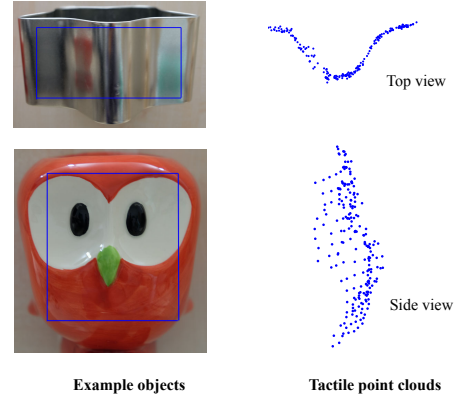 Top view
Side view
Example objects
Tactile point clouds